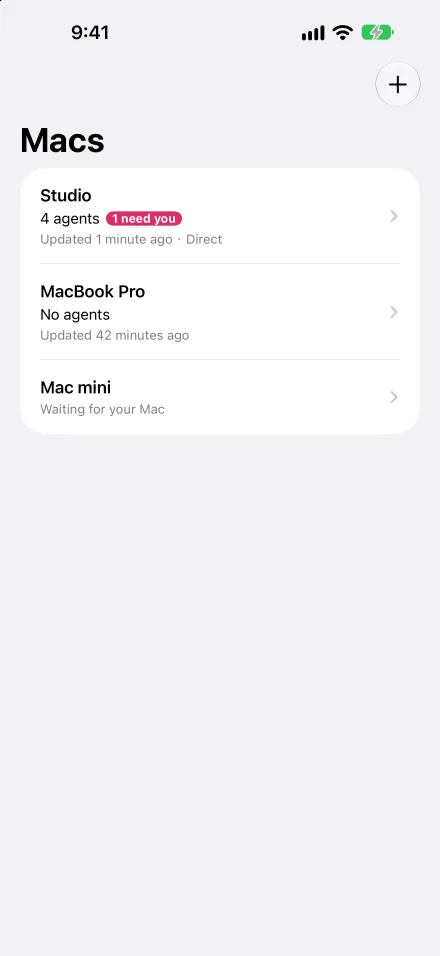 9:41
Macs
Studio
4 agents 1 need you
Updated 1 minute ago · Direct
MacBook Pro
No agents
Updated 42 minutes ago
Mac mini
Waiting for your Mac